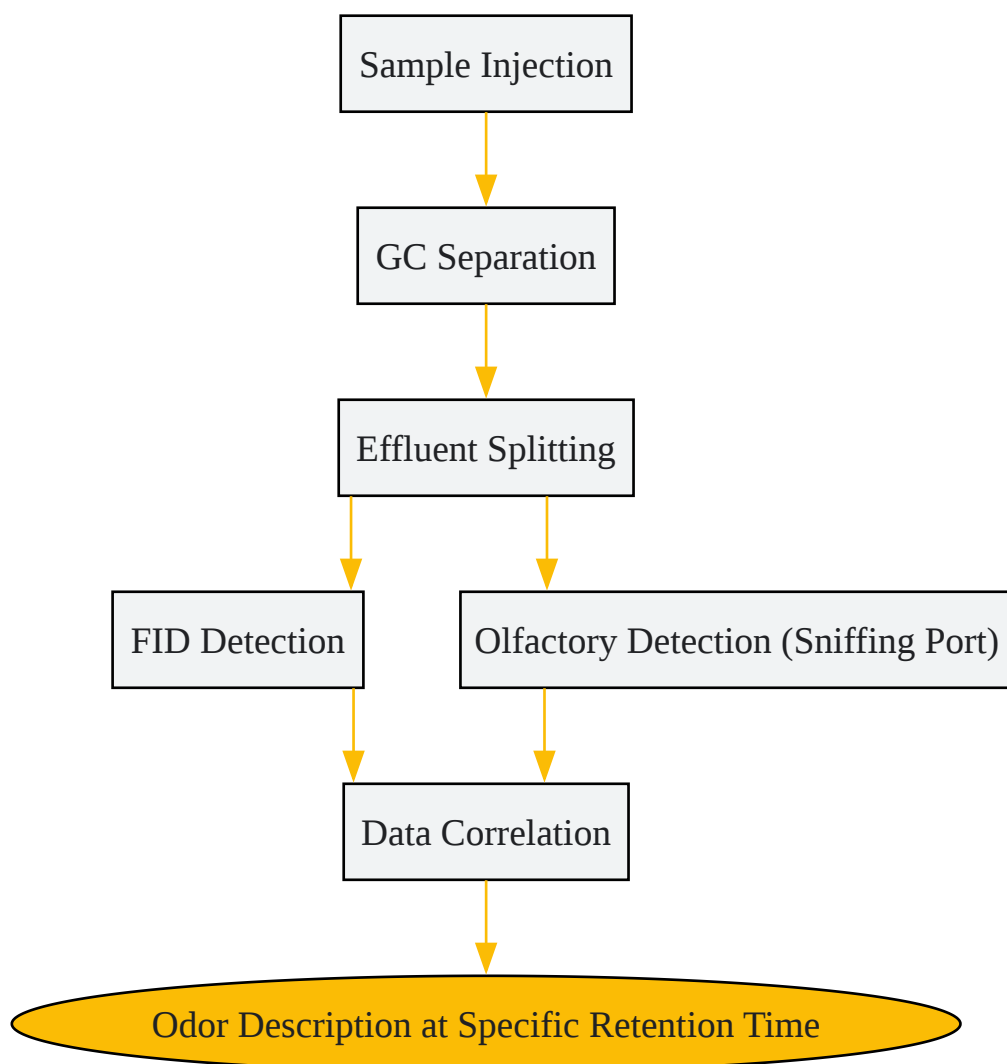 Sample Injection
GC Separation
Effluent Splitting
FID Detection
Olfactory Detection (Sniffing Port)
Data Correlation
Odor Description at Specific Retention Time